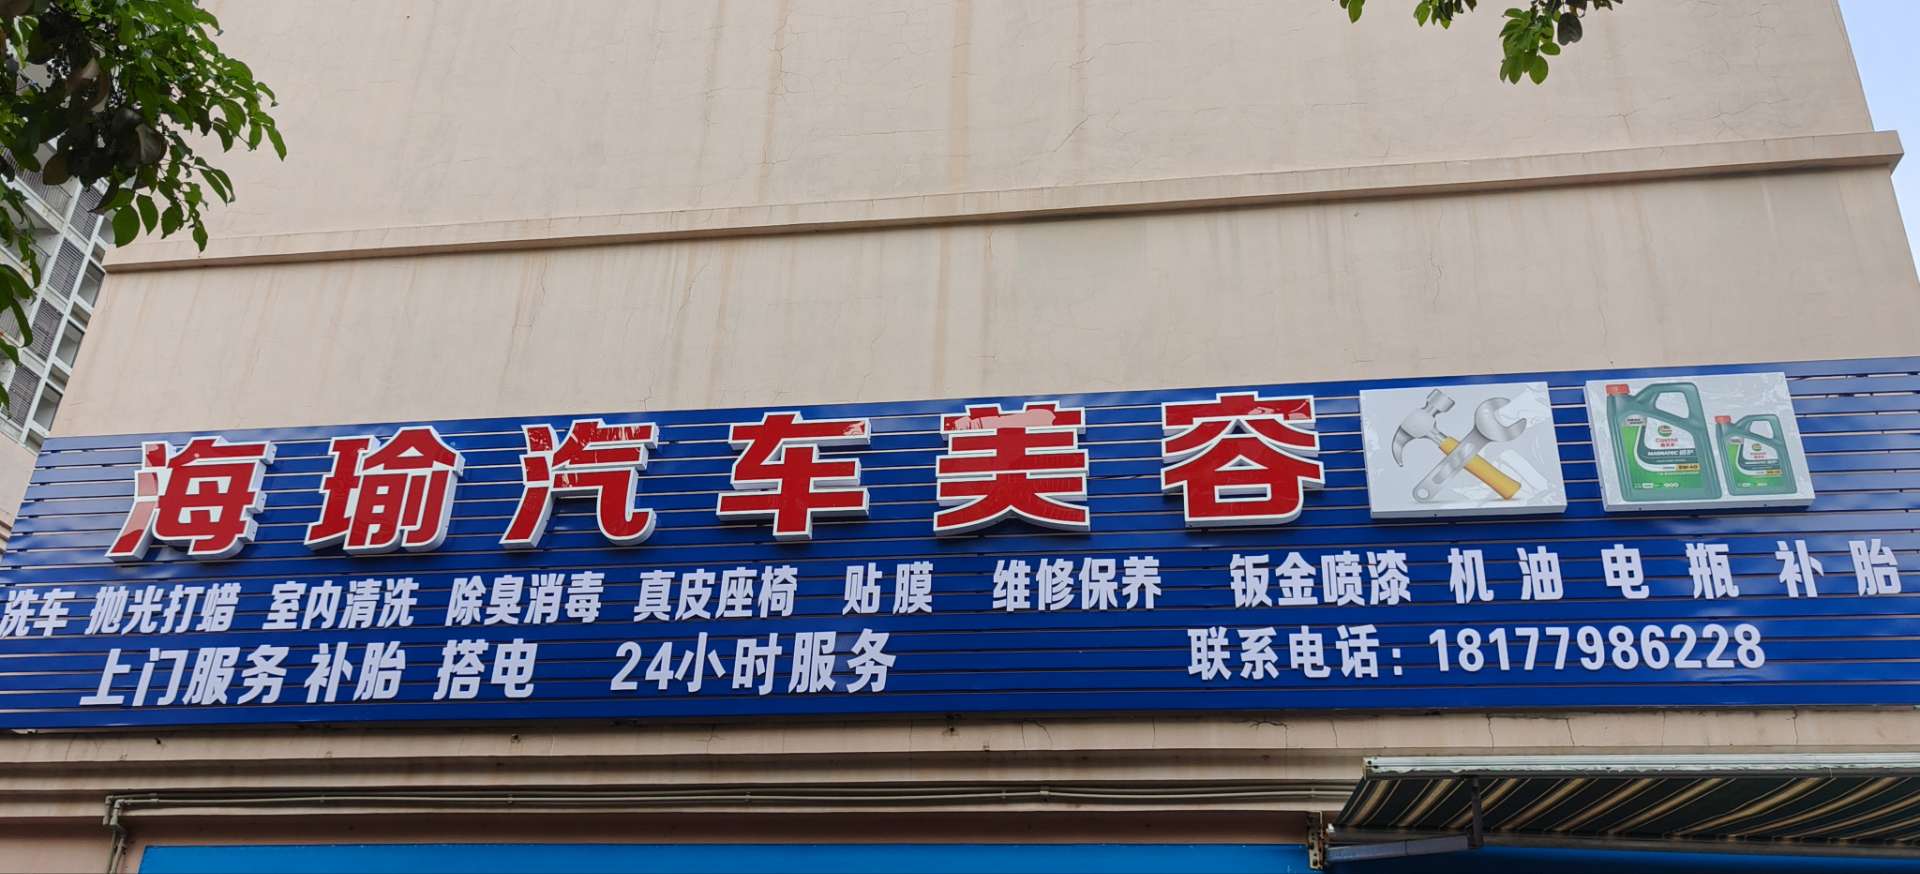 海瑜汽车美容
Castrol
MAGNATEC
洗车 抛光打蜡 室内清洗 除臭消毒 真皮座椅 贴膜 维修保养 钣金喷漆 机油 电瓶 补胎
上门服务 补胎 搭电 24小时服务 联系电话：18177986228